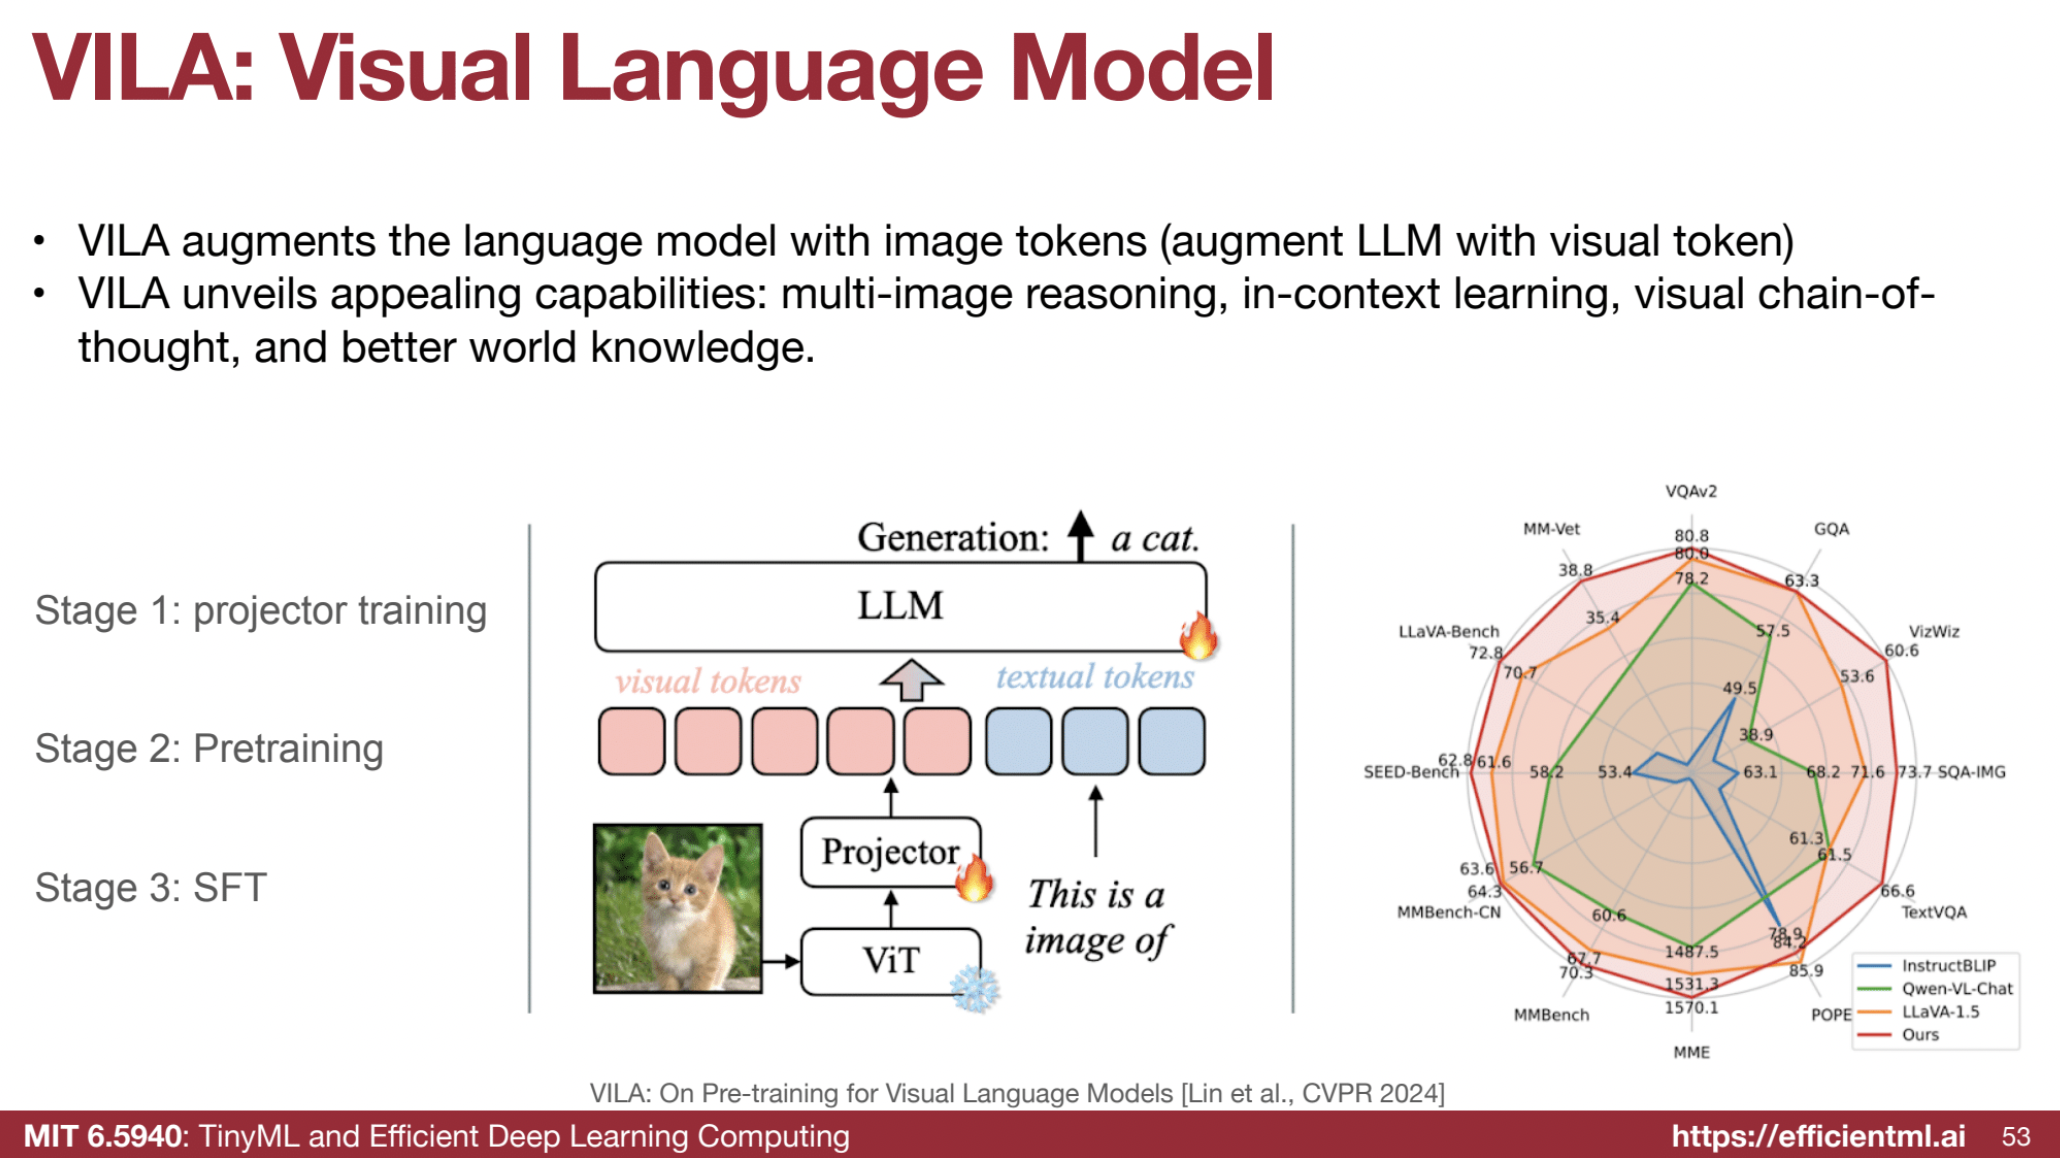 VILA: Visual Language Model
• VILA augments the language model with image tokens (augment LLM with visual token)
• VILA unveils appealing capabilities: multi-image reasoning, in-context learning, visual chain-of-
thought, and better world knowledge.
Stage 1: projector training
Stage 2: Pretraining
Stage 3: SFT
Generation: a cat.
LLM
visual tokens textual tokens
Projector
This is a
image of
ViT
VQAv2
MM-Vet
GQA
80.8
80.0
78.2
38.8
63.3
35.4
57.5
LLaVA-Bench
VizWiz
72.8
60.6
70.7
53.6
49.5
38.9
SEED-Bench
62.8
61.6
58.2
53.4
63.1
68.2
71.6
73.7
SQA-IMG
61.3
61.5
63.6
56.7
64.3
66.6
MMBench-CN
TextVQA
60.6
78.9
84.2
1487.5
67.7
70.3
85.9
1531.3
1570.1
MMBench
POPE
MME
InstructBLIP
Qwen-VL-Chat
LLaVA-1.5
Ours
VILA: On Pre-training for Visual Language Models [Lin et al., CVPR 2024]
MIT 6.5940: TinyML and Efficient Deep Learning Computing
https://efficientml.ai 53